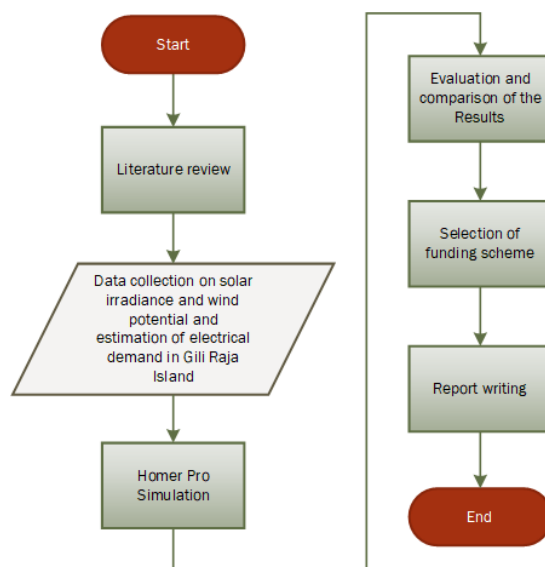 Start
Literature review
Data collection on solar
irradiance and wind
potential and
estimation of electrical
demand in Gili Raja
Island
Homer Pro
Simulation
Evaluation and
comparison of the
Results
Selection of
funding scheme
Report writing
End